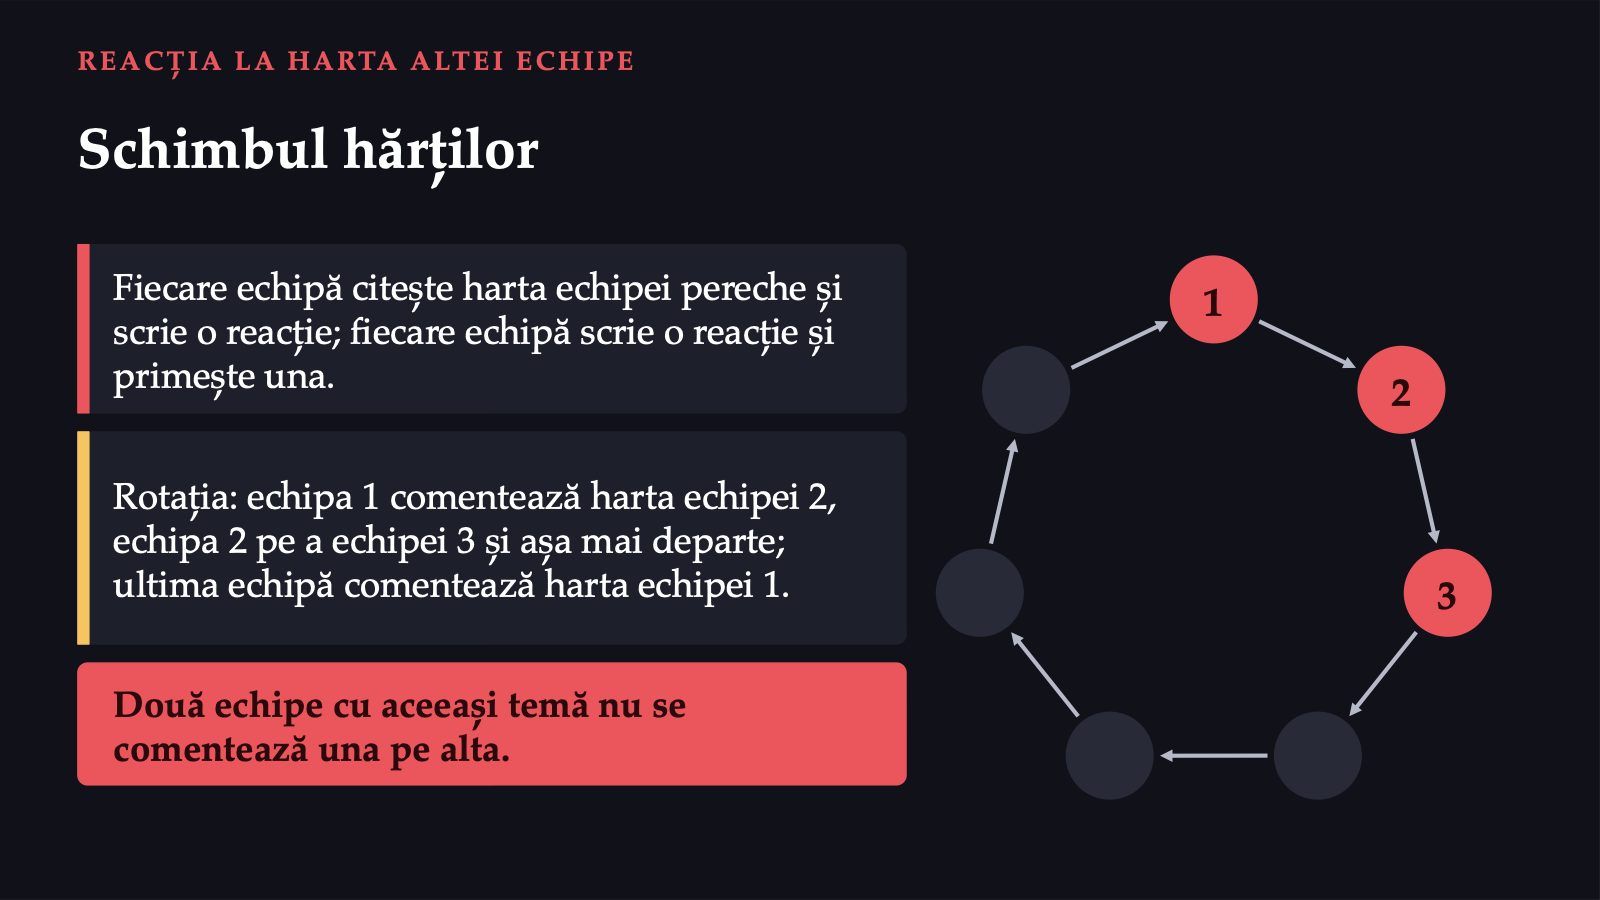 REACȚIA LA HARTA ALTEI ECHIPE
Schimbul hărților
Fiecare echipă citește harta echipei pereche și
scrie o reacție; fiecare echipă scrie o reacție și
primește una.
Rotația: echipa 1 comentează harta echipei 2,
echipa 2 pe a echipei 3 și așa mai departe;
ultima echipă comentează harta echipei 1.
Două echipe cu aceeași temă nu se
comentează una pe alta.
1
2
3